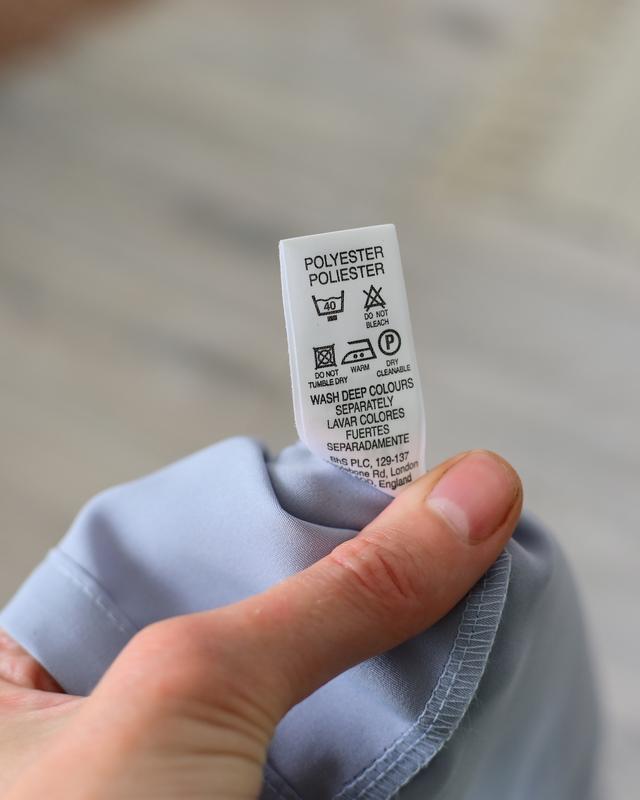 POLYESTER
POLIESTER
40
DO NOT
BLEACH
P
DO NOT
TUMBLE DRY
WARM
DRY
CLEANABLE
WASH DEEP COLOURS
SEPARATELY
LAVAR COLORES
FUERTES
SEPARADAMENTE
BhS PLC, 129-137
Rd, London
England